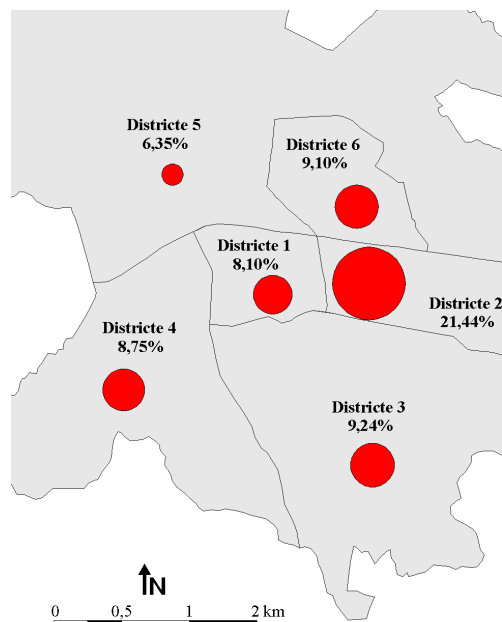 Districte 5
6,35%
Districte 6
9,10%
Districte 1
8,10%
Districte 2
21,44%
Districte 4
8,75%
Districte 3
9,24%
N
0 0,5 1 2 km